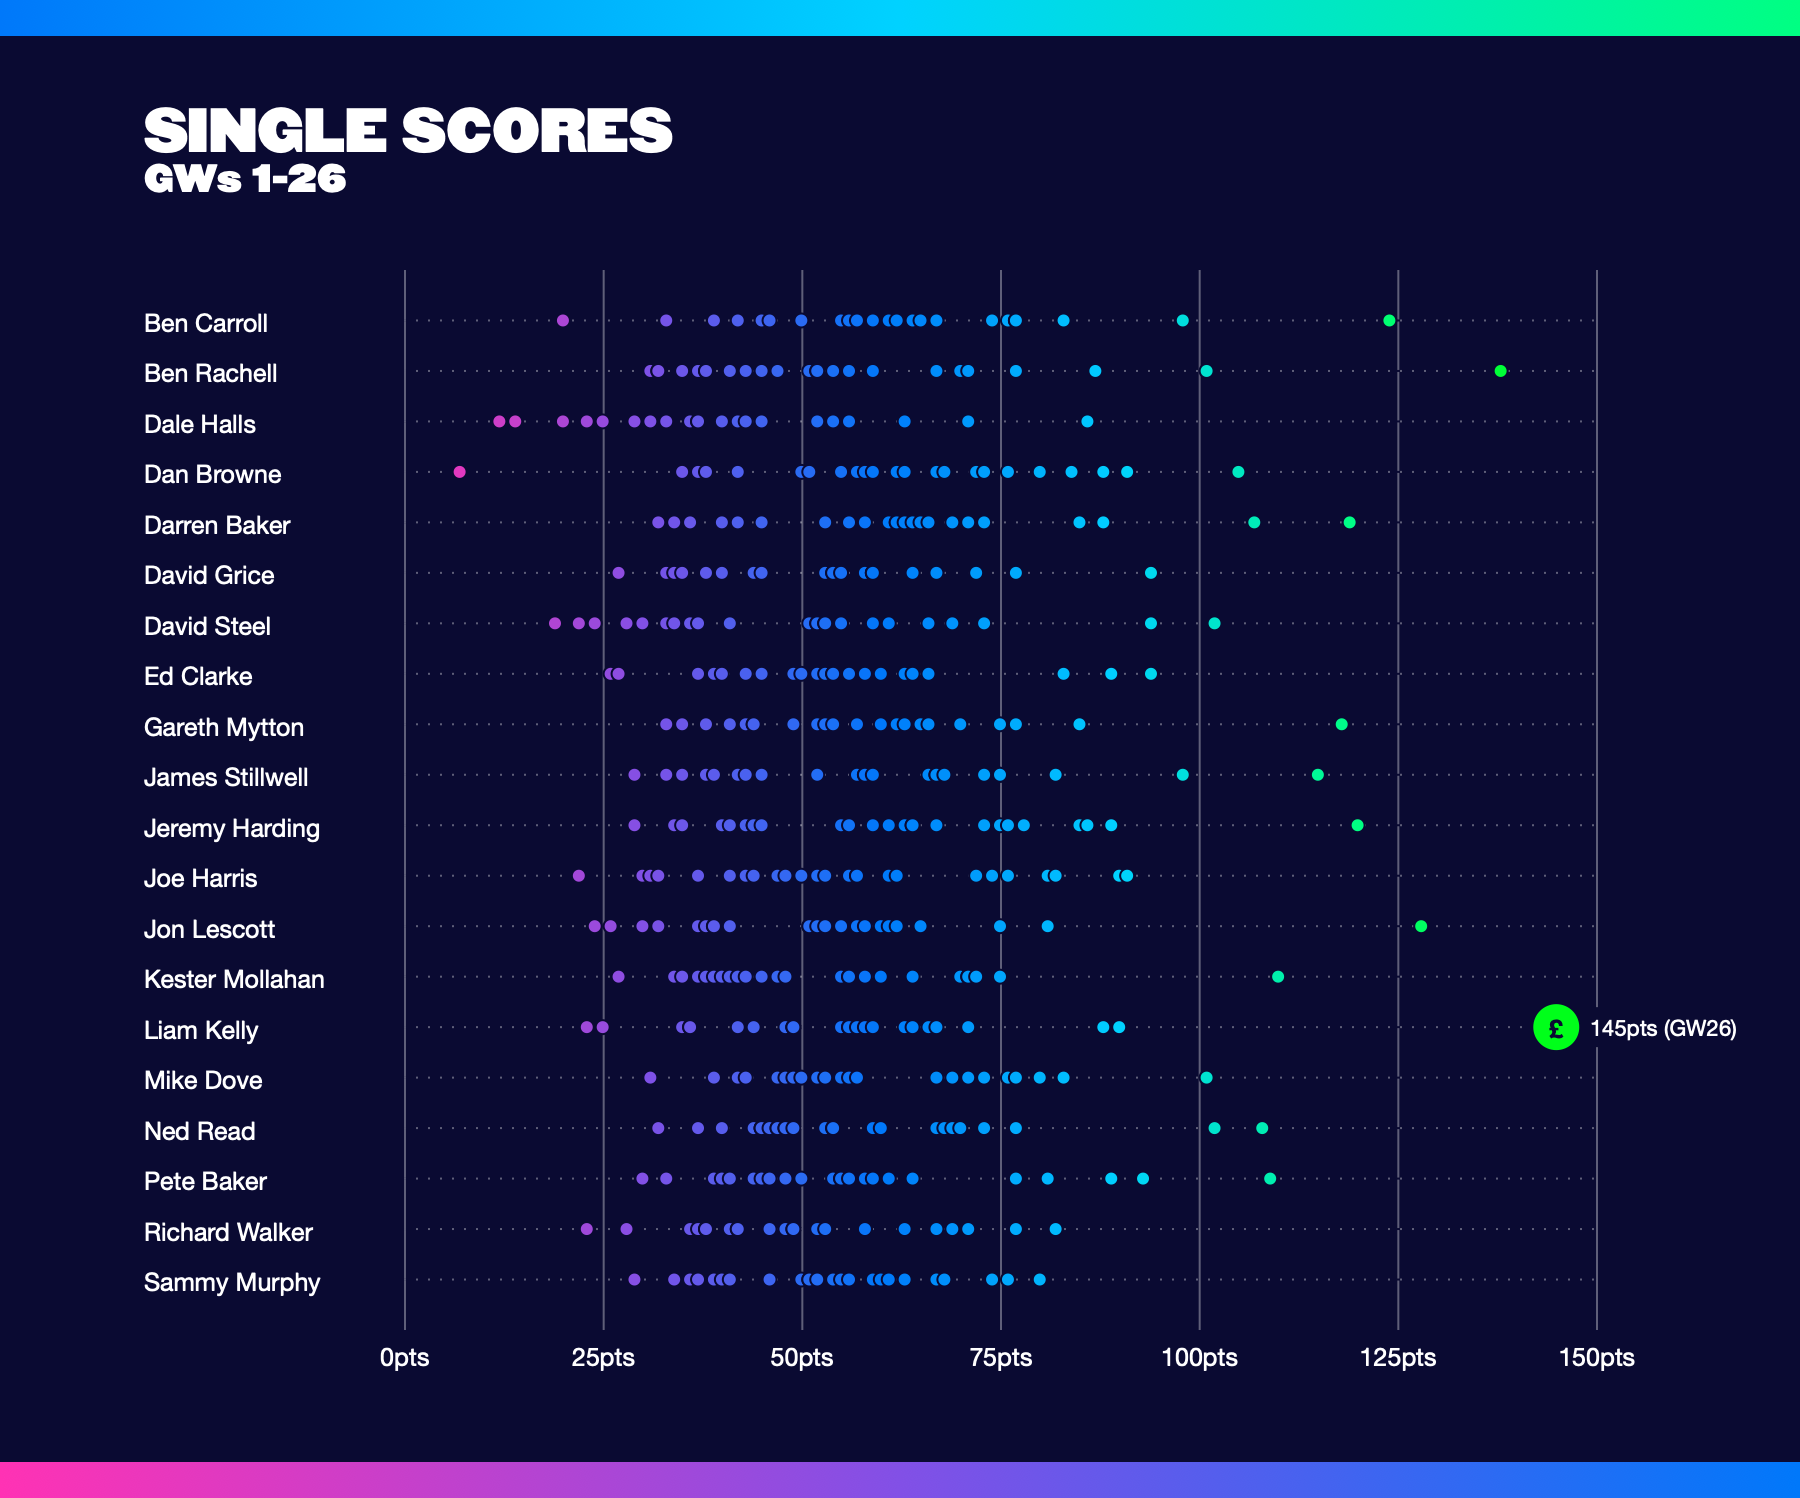 SINGLE SCORES
GWs 1-26
Ben Carroll
Ben Rachell
Dale Halls
Dan Browne
Darren Baker
David Grice
David Steel
Ed Clarke
Gareth Mytton
James Stillwell
Jeremy Harding
Joe Harris
Jon Lescott
Kester Mollahan
Liam Kelly
£ 145pts (GW26)
Mike Dove
Ned Read
Pete Baker
Richard Walker
Sammy Murphy
0pts 25pts 50pts 75pts 100pts 125pts 150pts